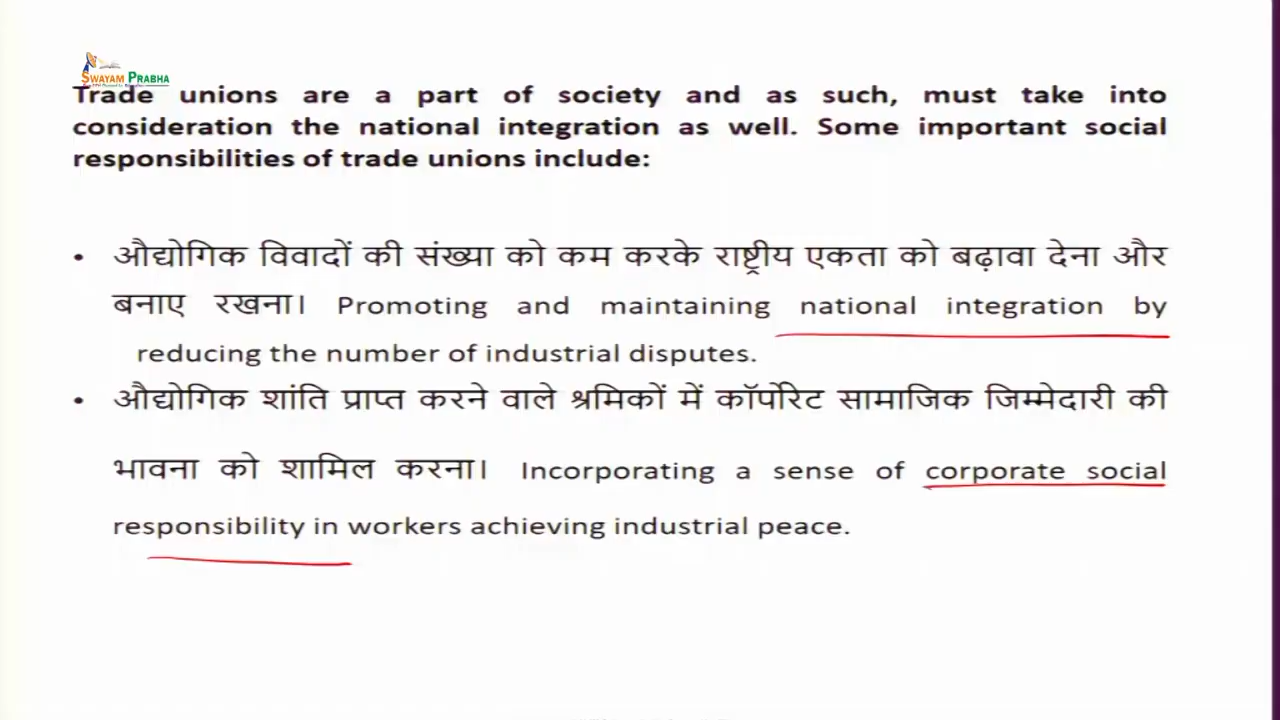 SWAYAM PRABHA
Trade unions are a part of society and as such, must take into
consideration the national integration as well. Some important social
responsibilities of trade unions include:
• औद्योगिक विवादों की संख्या को कम करके राष्ट्रीय एकता को बढ़ावा देना और
बनाए रखना। Promoting and maintaining national integration by
reducing the number of industrial disputes.
• औद्योगिक शांति प्राप्त करने वाले श्रमिकों में कॉर्पोरेट सामाजिक जिम्मेदारी की
भावना को शामिल करना। Incorporating a sense of corporate social
responsibility in workers achieving industrial peace.